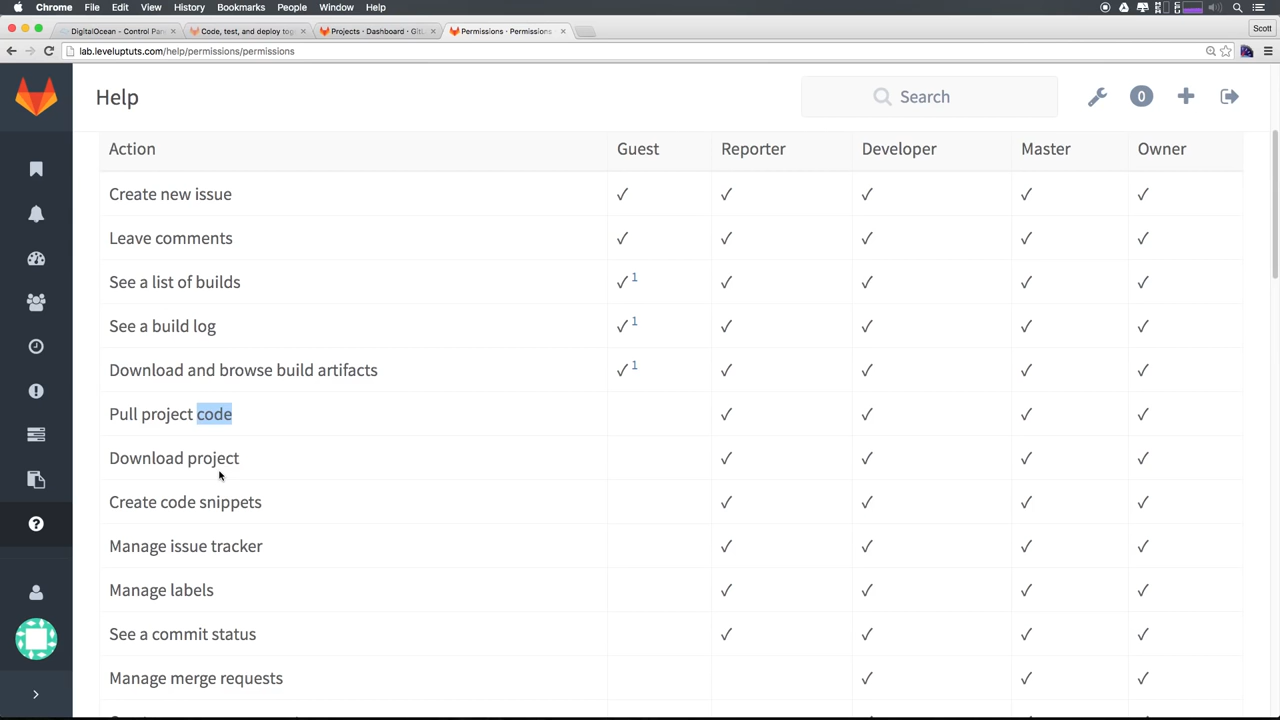 Chrome File Edit View History Bookmarks People Window Help
DigitalOcean - Control Pan
Code, test, and deploy tog
Projects · Dashboard · GitL
Permissions · Permissions
Scott
lab.leveluptuts.com/help/permissions/permissions
Help
Search
0
Action Guest Reporter Developer Master Owner
Create new issue ✓ ✓ ✓ ✓ ✓
Leave comments ✓ ✓ ✓ ✓ ✓
See a list of builds ✓ 1 ✓ ✓ ✓ ✓
See a build log ✓ 1 ✓ ✓ ✓ ✓
Download and browse build artifacts ✓ 1 ✓ ✓ ✓ ✓
Pull project code ✓ ✓ ✓ ✓
Download project ✓ ✓ ✓ ✓
Create code snippets ✓ ✓ ✓ ✓
Manage issue tracker ✓ ✓ ✓ ✓
Manage labels ✓ ✓ ✓ ✓
See a commit status ✓ ✓ ✓ ✓
Manage merge requests ✓ ✓ ✓